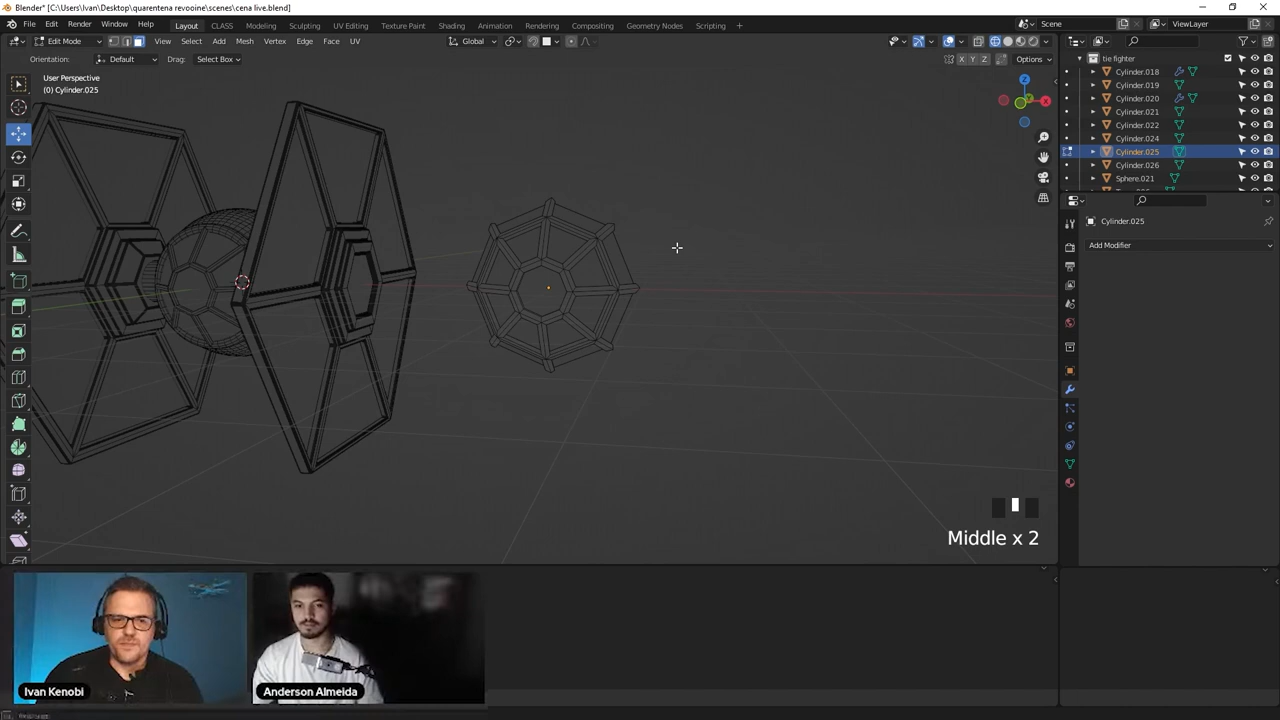 Blender* [C:\Users\Ivan\Desktop\quarentena revooine\scenes\cena live.blend]
File Edit Render Window Help Layout CLASS Modeling Sculpting UV Editing Texture Paint Shading Animation Rendering Compositing Geometry Nodes Scripting + Scene ViewLayer
Edit Mode View Select Add Mesh Vertex Edge Face UV Global
Orientation: Default Drag: Select Box X Y Z Options
User Perspective
(0) Cylinder.025
Z
X
tie fighter
Cylinder.018
Cylinder.019
Cylinder.020
Cylinder.021
Cylinder.022
Cylinder.024
Cylinder.025
Cylinder.026
Sphere.021
Cylinder.025
Add Modifier
Middle x 2
Ivan Kenobi
Anderson Almeida